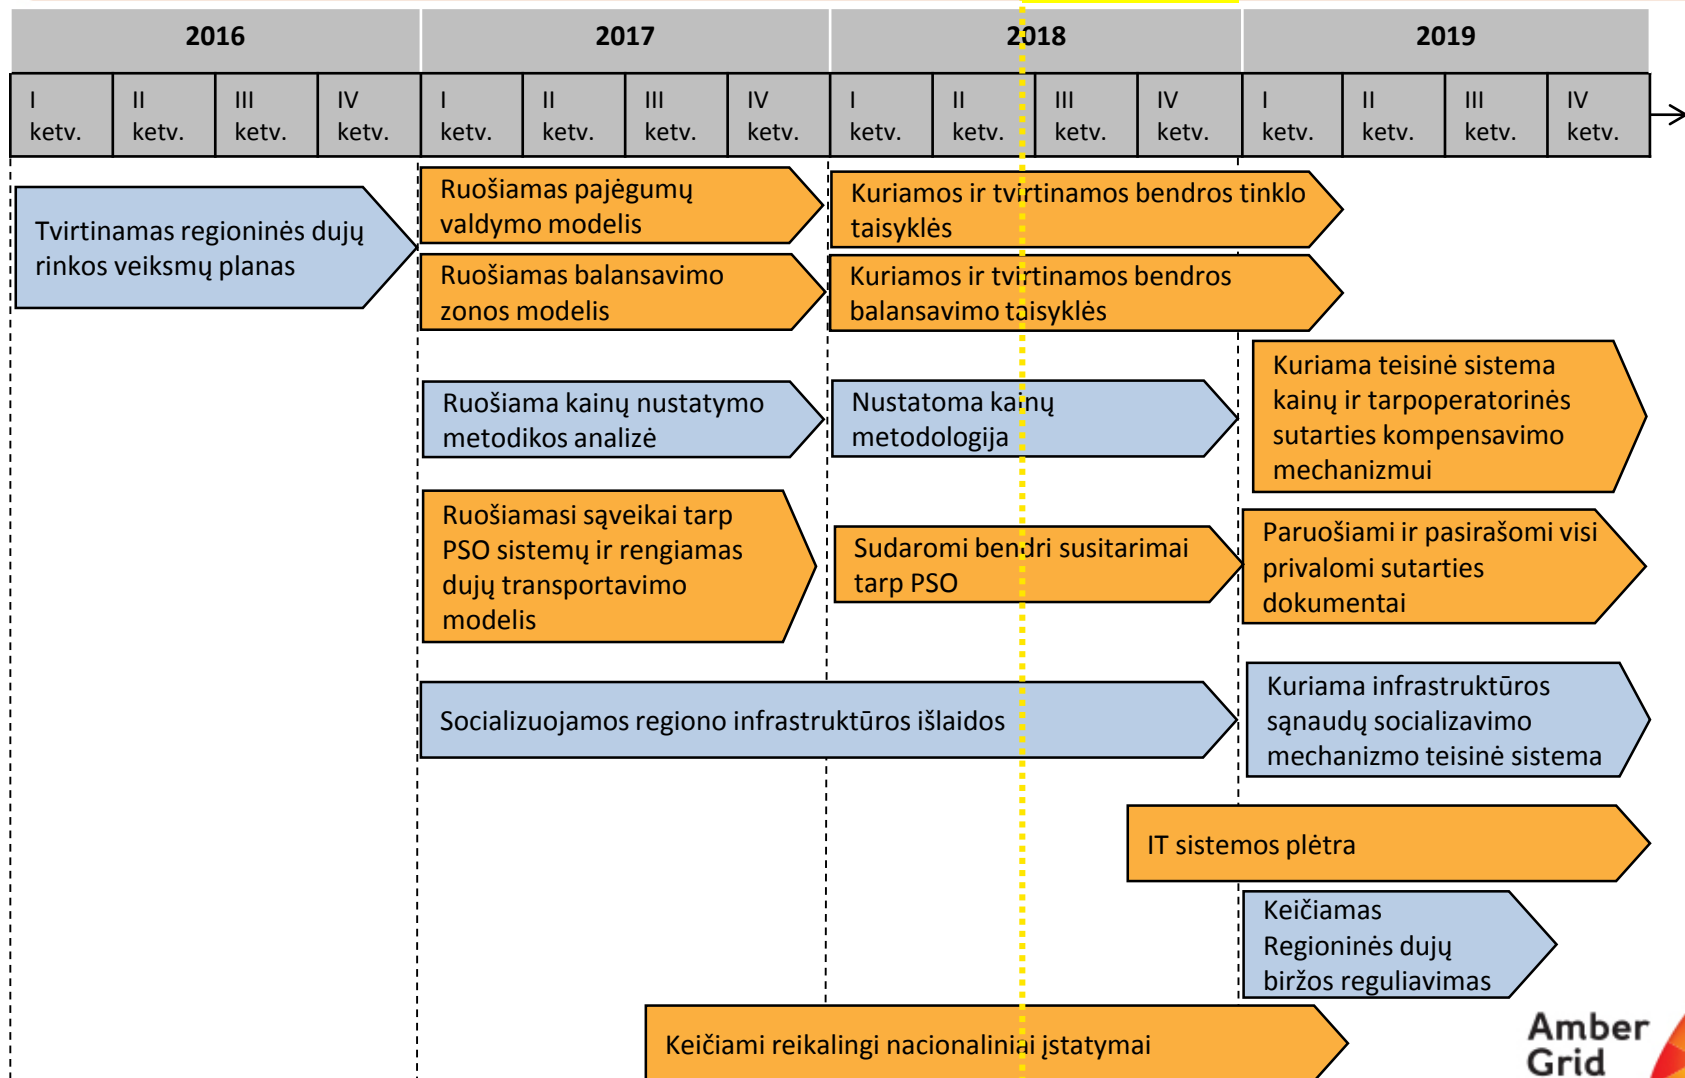 2016
2017
2018
2019
I
ketv.
II
ketv.
III
ketv.
IV
ketv.
I
ketv.
II
ketv.
III
ketv.
IV
ketv.
I
ketv.
II
ketv.
III
ketv.
IV
ketv.
I
ketv.
II
ketv.
III
ketv.
IV
ketv.
Tvirtinamas regioninės dujų
rinkos veiksmų planas
Ruošiamas pajėgumų
valdymo modelis
Kuriamos ir tvirtinamos bendros tinklo
taisyklės
Ruošiamas balansavimo
zonos modelis
Kuriamos ir tvirtinamos bendros
balansavimo taisyklės
Ruošiama kainų nustatymo
metodikos analizė
Nustatoma kainų
metodologija
Kuriama teisinė sistema
kainų ir tarpoperatorinės
sutarties kompensavimo
mechanizmui
Ruošiamasi sąveikai tarp
PSO sistemų ir rengiamas
dujų transportavimo
modelis
Sudaromi bendri susitarimai
tarp PSO
Paruošiami ir pasirašomi visi
privalomi sutarties
dokumentai
Socializuojamos regiono infrastruktūros išlaidos
Kuriama infrastruktūros
sąnaudų socializavimo
mechanizmo teisinė sistema
IT sistemos plėtra
Keičiamas
Regioninės dujų
biržos reguliavimas
Keičiami reikalingi nacionaliniai įstatymai
Amber
Grid